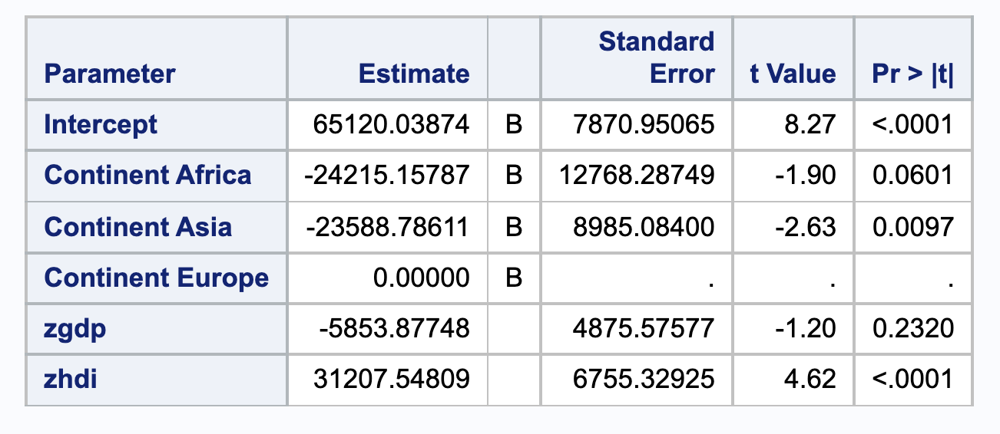 Parameter Estimate Standard Error t Value Pr > |t|
Intercept 65120.03874 B 7870.95065 8.27 <.0001
Continent Africa -24215.15787 B 12768.28749 -1.90 0.0601
Continent Asia -23588.78611 B 8985.08400 -2.63 0.0097
Continent Europe 0.00000 B . . .
zgdp -5853.87748 4875.57577 -1.20 0.2320
zhdi 31207.54809 6755.32925 4.62 <.0001